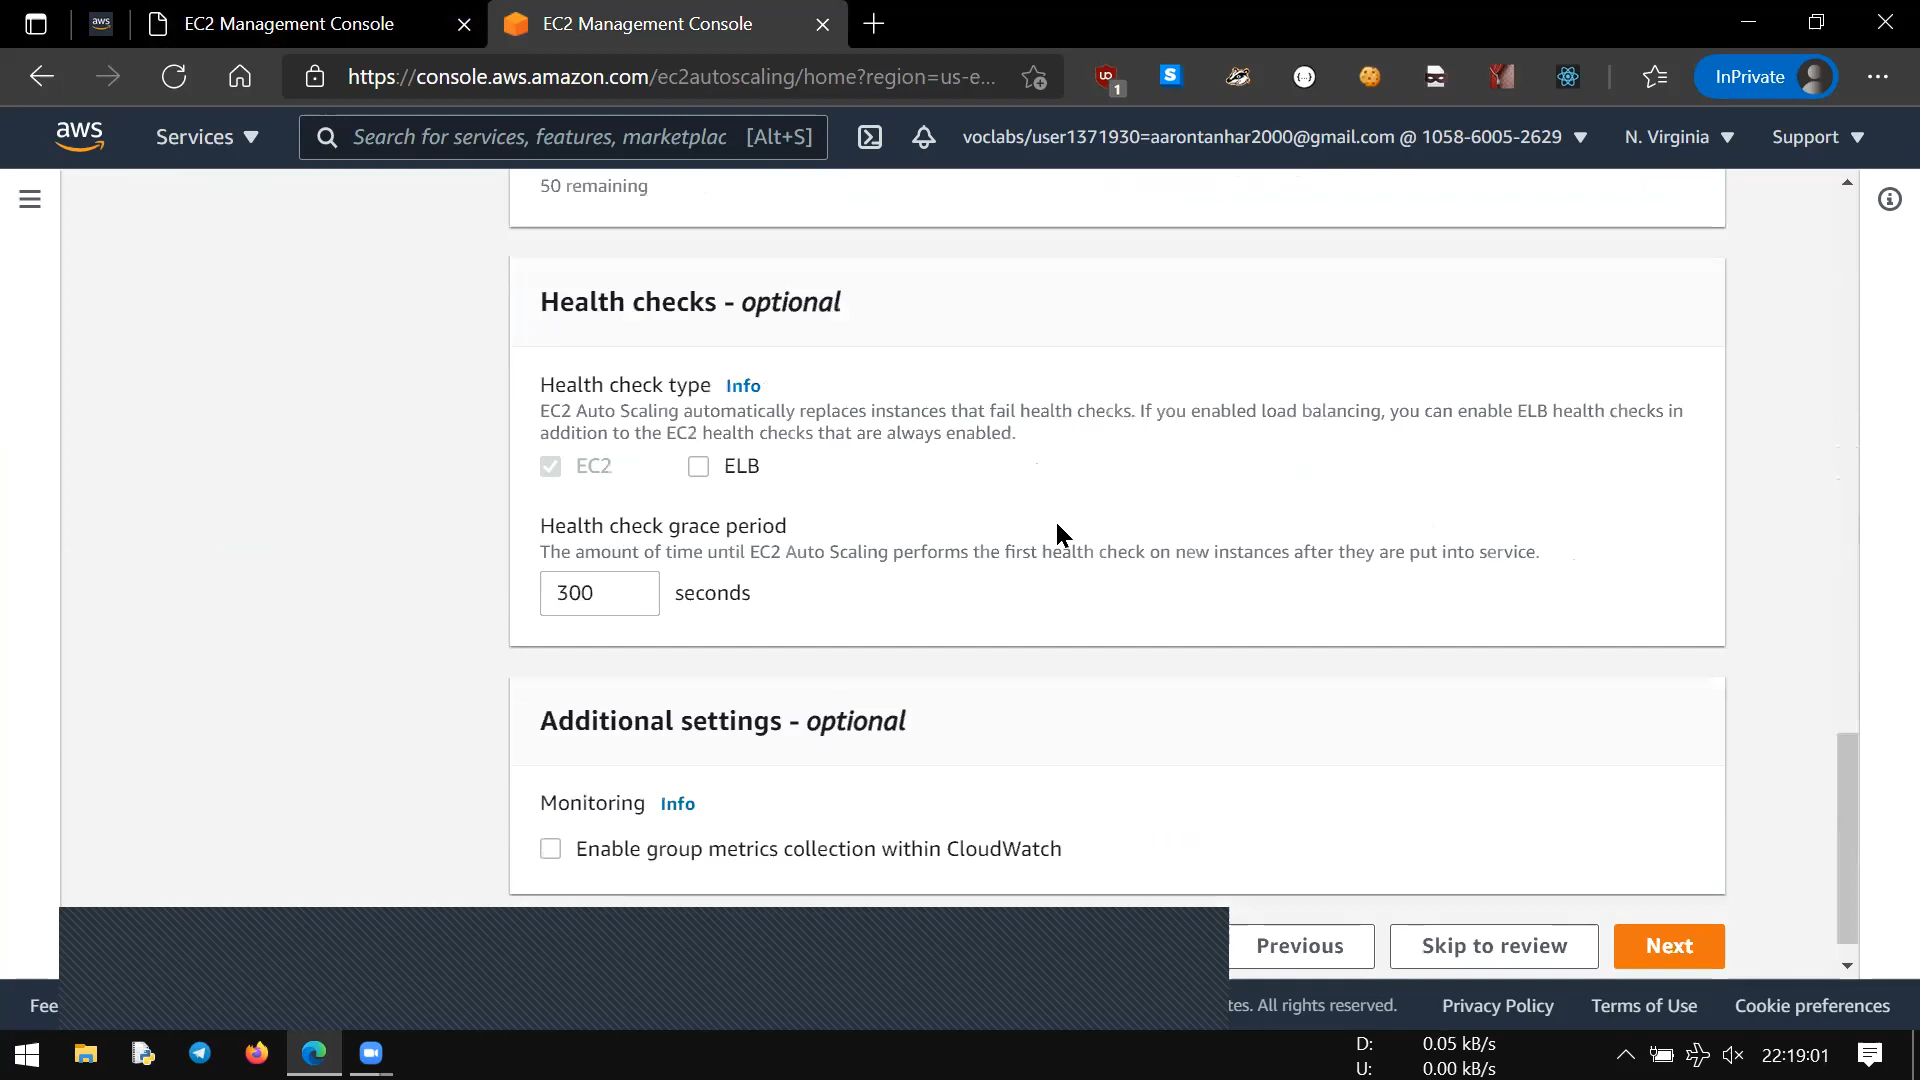 EC2 Management Console
EC2 Management Console
https://console.aws.amazon.com/ec2autoscaling/home?region=us-e...
1
InPrivate
aws
Services
Search for services, features, marketplac [Alt+S]
voclabs/user1371930=aarontanhar2000@gmail.com @ 1058-6005-2629
N. Virginia
Support
50 remaining
Health checks - optional
Health check type Info
EC2 Auto Scaling automatically replaces instances that fail health checks. If you enabled load balancing, you can enable ELB health checks in
addition to the EC2 health checks that are always enabled.
EC2 ELB
Health check grace period
The amount of time until EC2 Auto Scaling performs the first health check on new instances after they are put into service.
300 seconds
Additional settings - optional
Monitoring Info
Enable group metrics collection within CloudWatch
Previous
Skip to review
Next
Fee
tes. All rights reserved.
Privacy Policy
Terms of Use
Cookie preferences
D: 0.05 kB/s
U: 0.00 kB/s
22:19:01